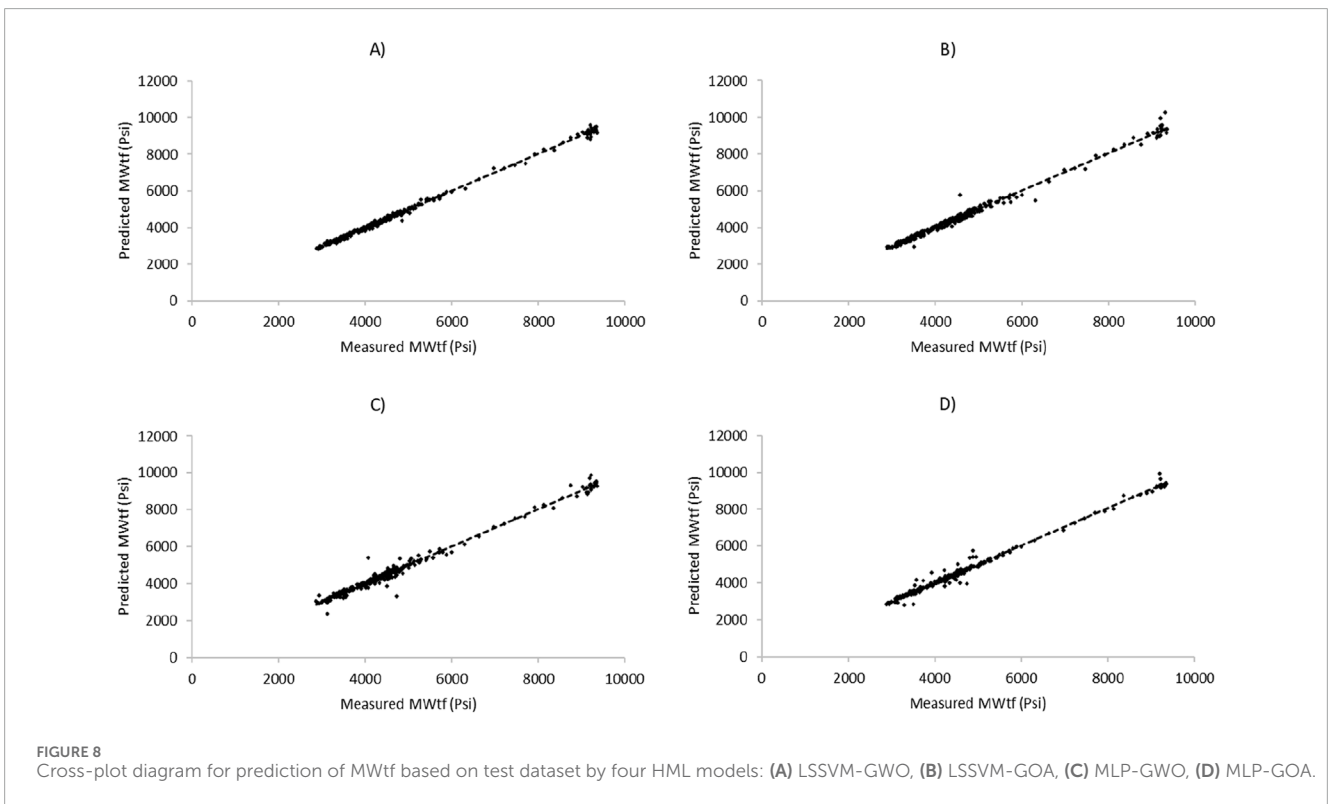 A)
12000
10000
8000
6000
4000
2000
0
Predicted MWtf (Psi)
0 2000 4000 6000 8000 10000
Measured MWtf (Psi)
B)
12000
10000
8000
6000
4000
2000
0
Predicted MWtf (Psi)
0 2000 4000 6000 8000 10000
Measured MWtf (Psi)
C)
12000
10000
8000
6000
4000
2000
0
Predicted MWtf (Psi)
0 2000 4000 6000 8000 10000
Measured MWtf (Psi)
D)
12000
10000
8000
6000
4000
2000
0
Predicted MWtf (Psi)
0 2000 4000 6000 8000 10000
Measured MWtf (Psi)
FIGURE 8
Cross-plot diagram for prediction of MWtf based on test dataset by four HML models: (A) LSSVM-GWO, (B) LSSVM-GOA, (C) MLP-GWO, (D) MLP-GOA.